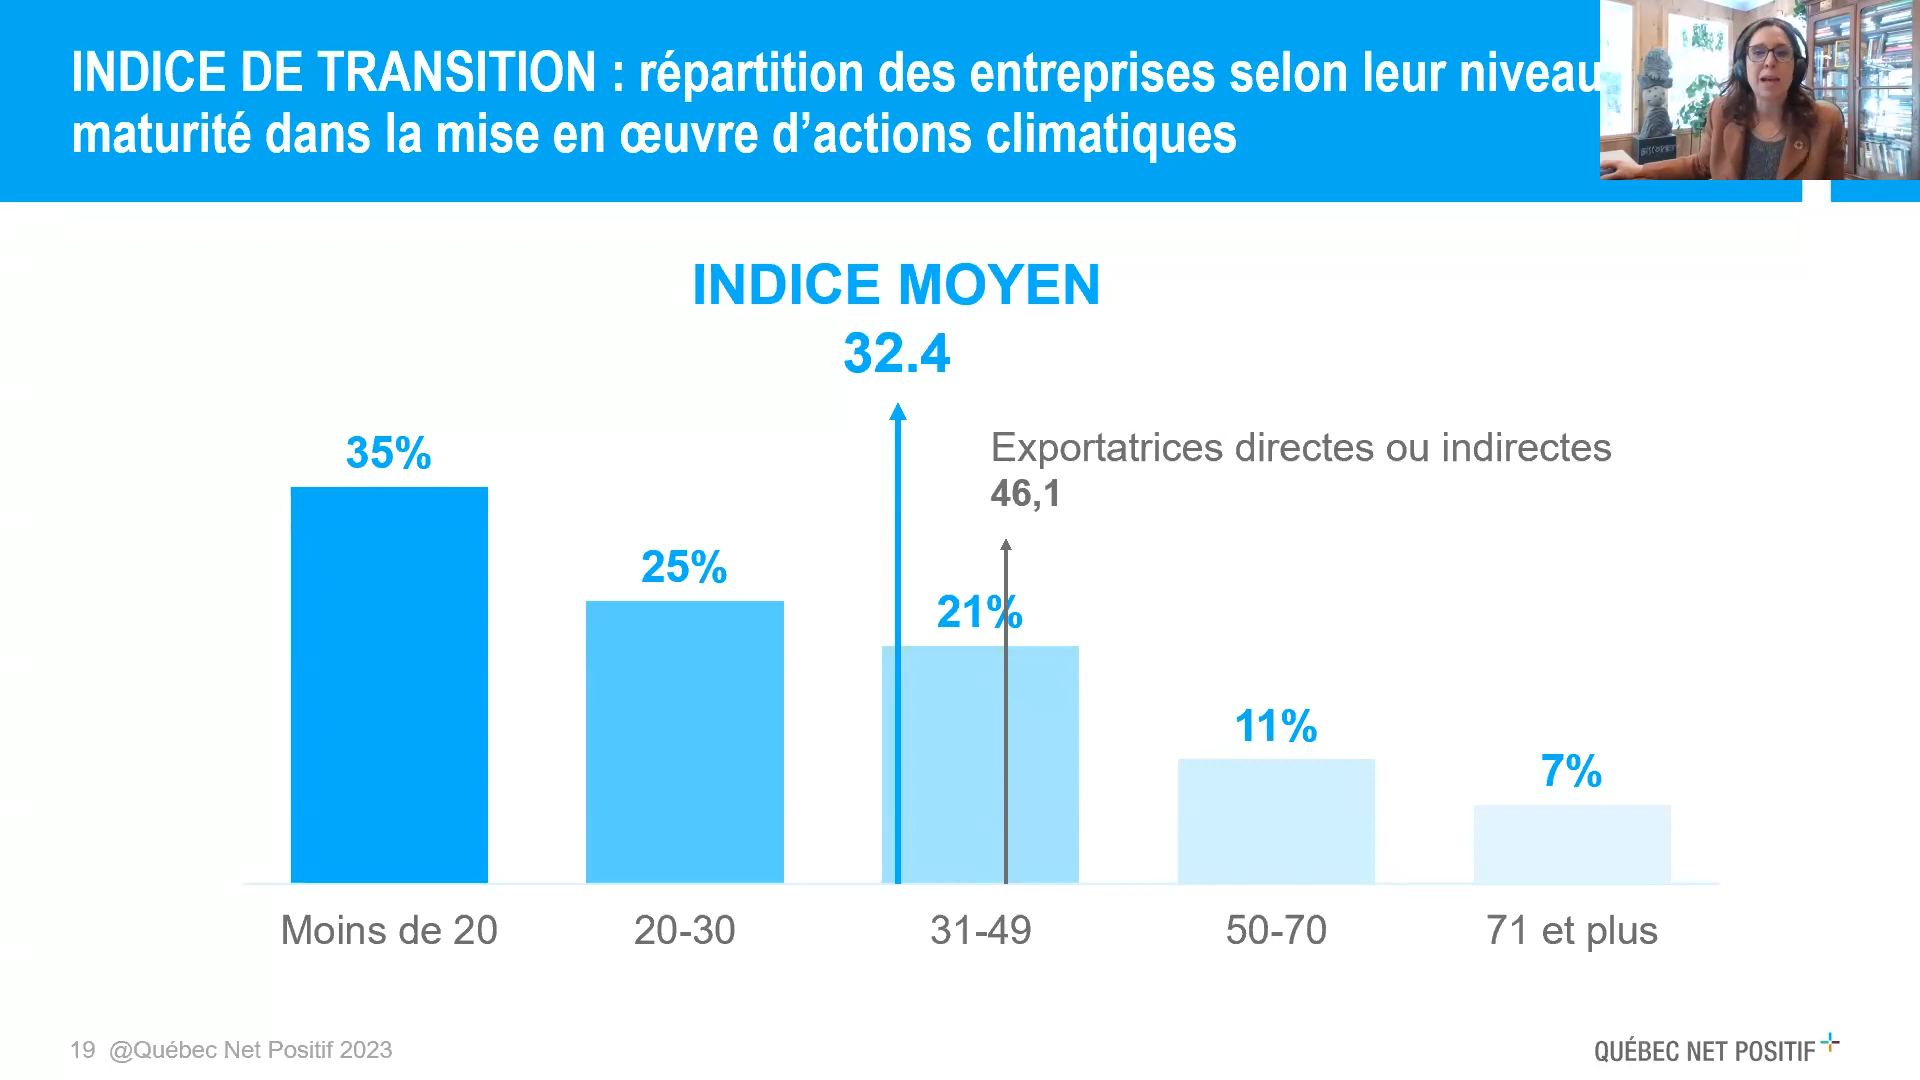 INDICE DE TRANSITION : répartition des entreprises selon leur niveau
maturité dans la mise en œuvre d’actions climatiques
INDICE MOYEN
32.4
Exportatrices directes ou indirectes
46,1
35%
25%
21%
11%
7%
Moins de 20
20-30
31-49
50-70
71 et plus
19 @Québec Net Positif 2023
QUÉBEC NET POSITIF